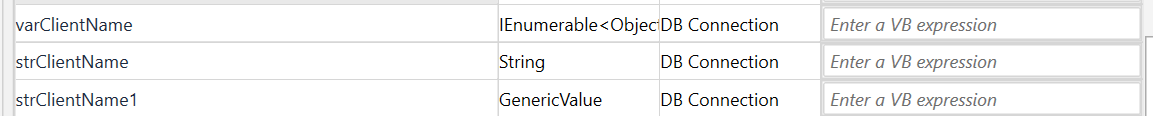 varClientName IEnumerable<Object DB Connection Enter a VB expression
strClientName String DB Connection Enter a VB expression
strClientName1 GenericValue DB Connection Enter a VB expression